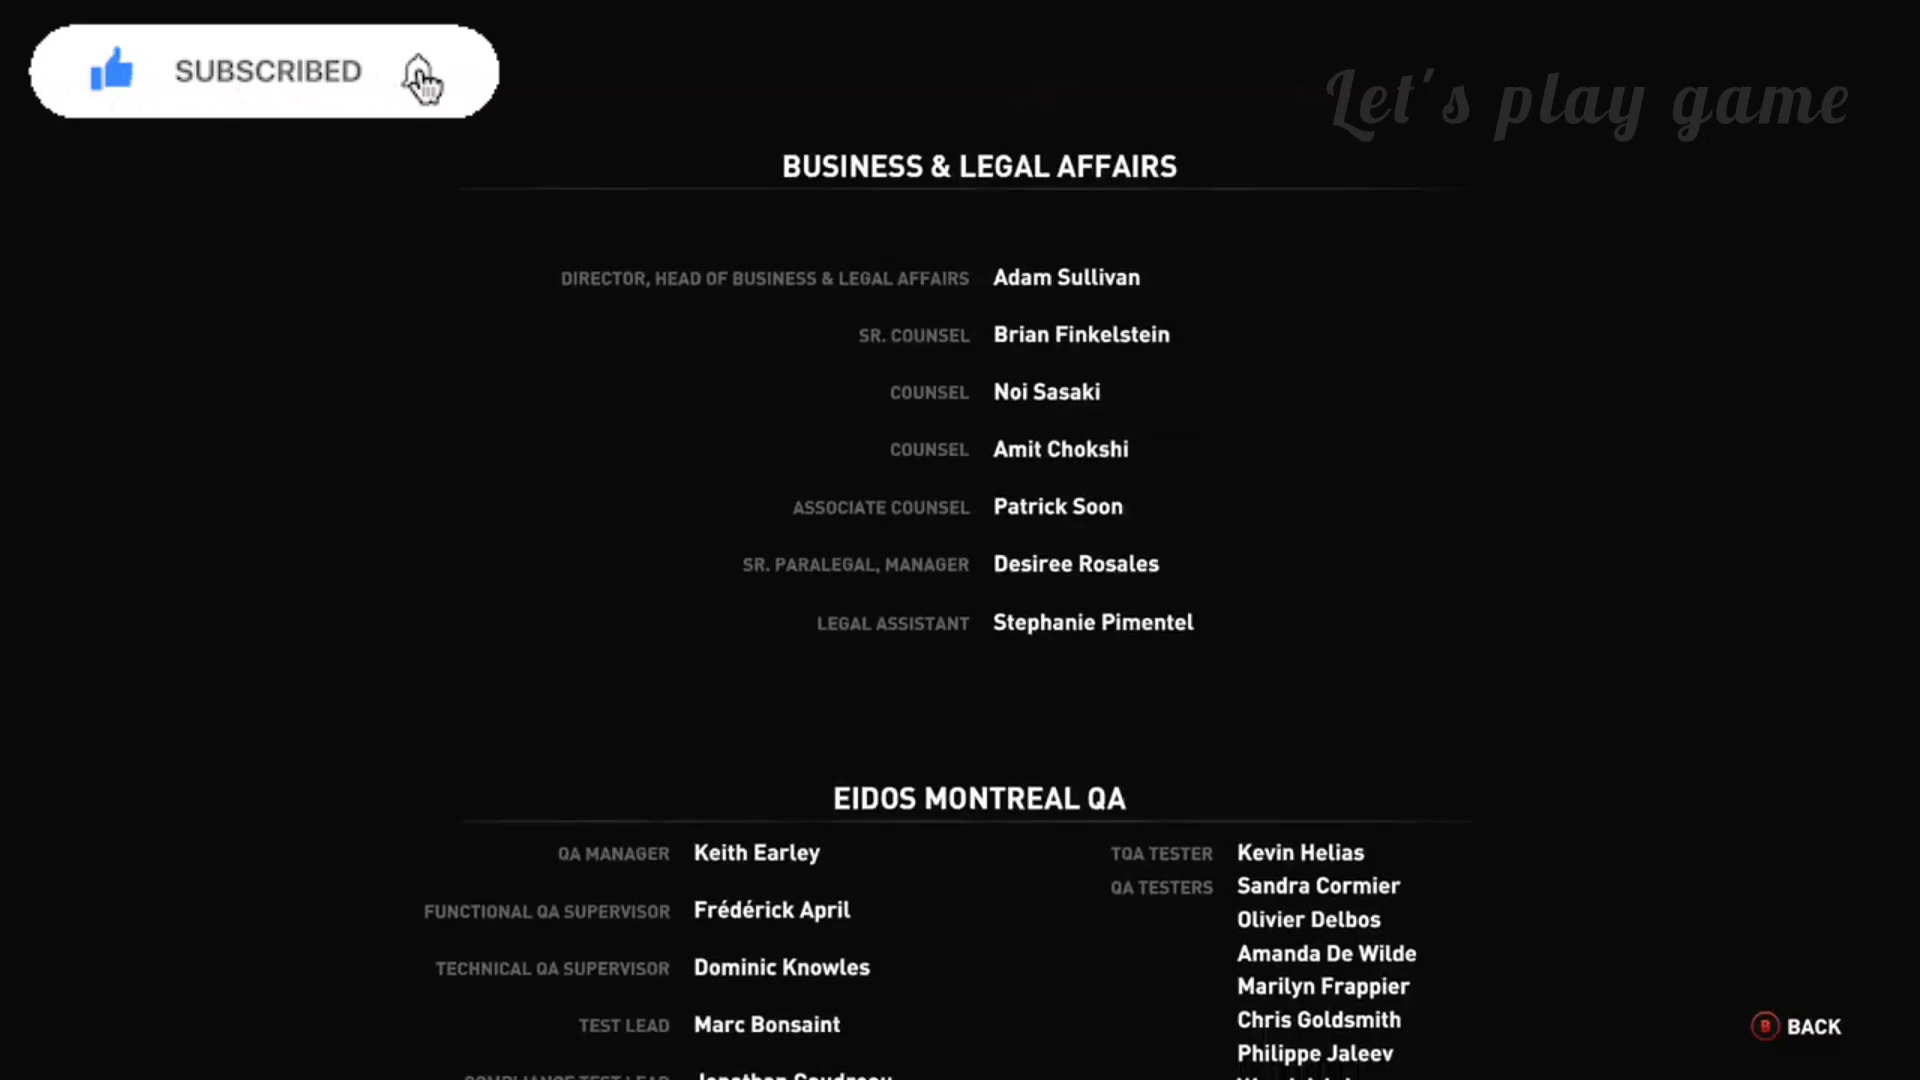 SUBSCRIBED
Let's play game
BUSINESS & LEGAL AFFAIRS
DIRECTOR, HEAD OF BUSINESS & LEGAL AFFAIRS Adam Sullivan
SR. COUNSEL Brian Finkelstein
COUNSEL Noi Sasaki
COUNSEL Amit Chokshi
ASSOCIATE COUNSEL Patrick Soon
SR. PARALEGAL, MANAGER Desiree Rosales
LEGAL ASSISTANT Stephanie Pimentel
EIDOS MONTREAL QA
QA MANAGER Keith Earley
FUNCTIONAL QA SUPERVISOR Frédérick April
TECHNICAL QA SUPERVISOR Dominic Knowles
TEST LEAD Marc Bonsaint
TQA TESTER Kevin Helias
QA TESTERS Sandra Cormier
Olivier Delbos
Amanda De Wilde
Marilyn Frappier
Chris Goldsmith
Philippe Jaleev
B BACK